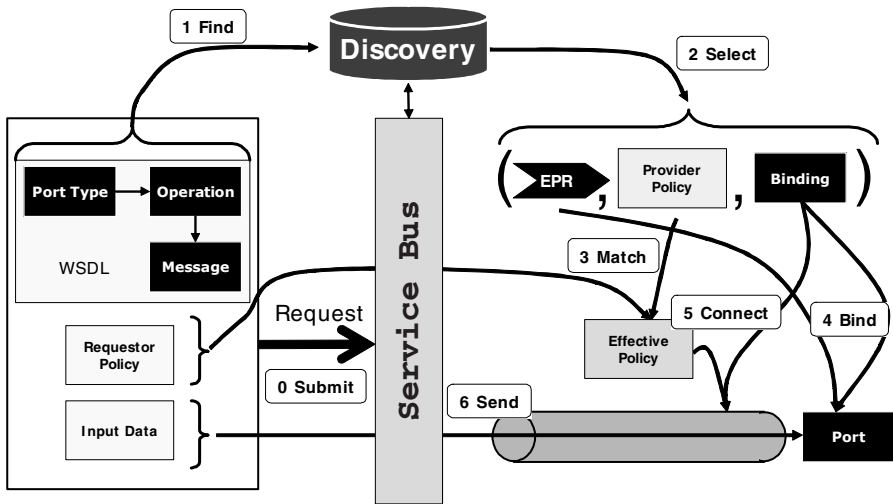 1 Find
Discovery
2 Select
Port Type
Operation
Message
WSDL
(
EPR
,
Provider
Policy
,
Binding
)
Service Bus
3 Match
Request
0 Submit
Requestor
Policy
Input Data
Effective
Policy
5 Connect
4 Bind
6 Send
Port